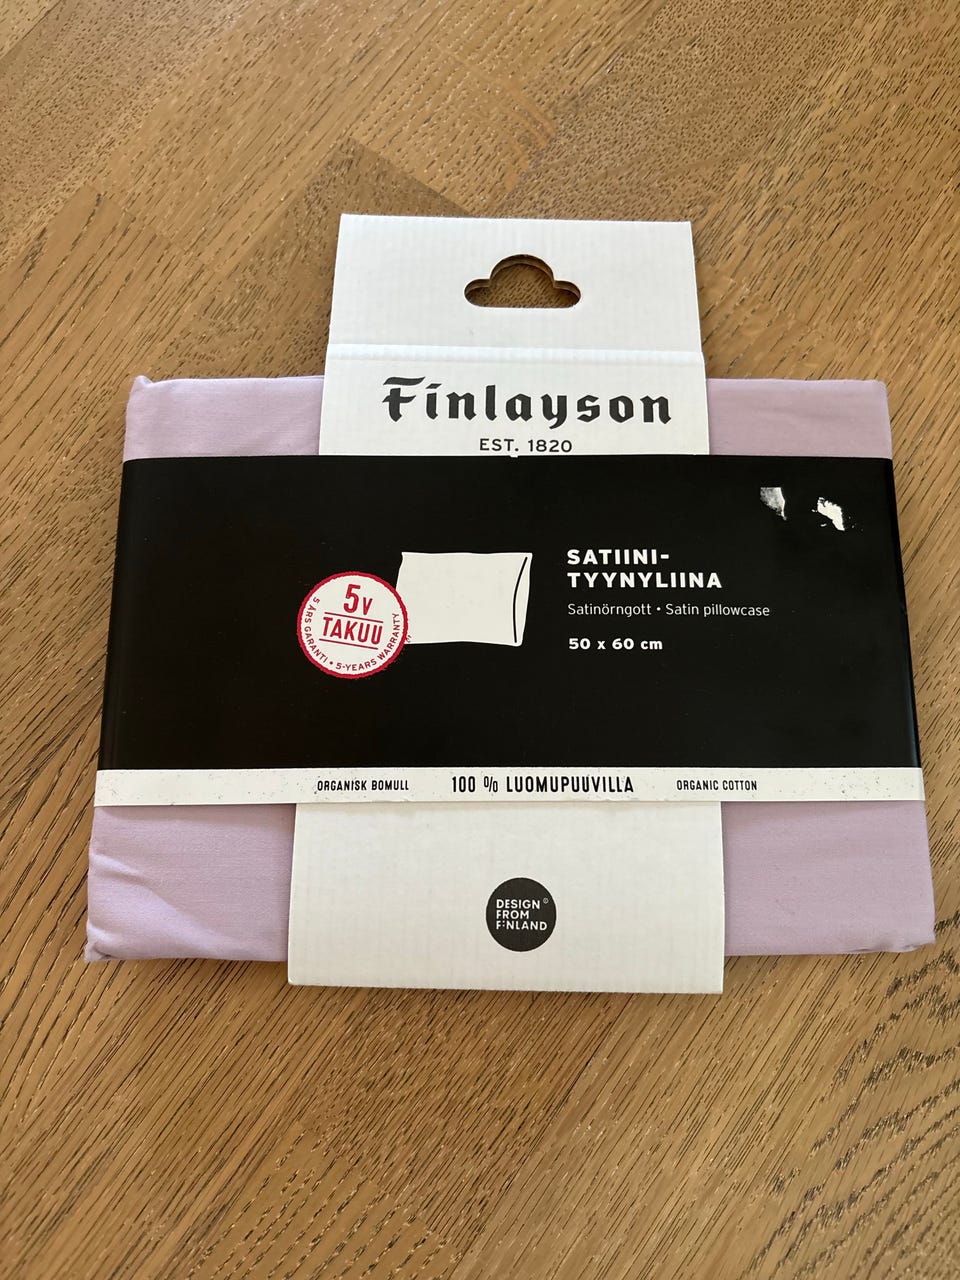 Finlayson
EST. 1820
SATIINI-
TYYNYLIINA
Satinörngott • Satin pillowcase
50 x 60 cm
5v
TAKUU
5 ÅRS GARANTI • 5-YEARS WARRANTY
ORGANISK BOMULL 100 % LUOMUPUUVILLA ORGANIC COTTON
DESIGN®
FROM
FINLAND